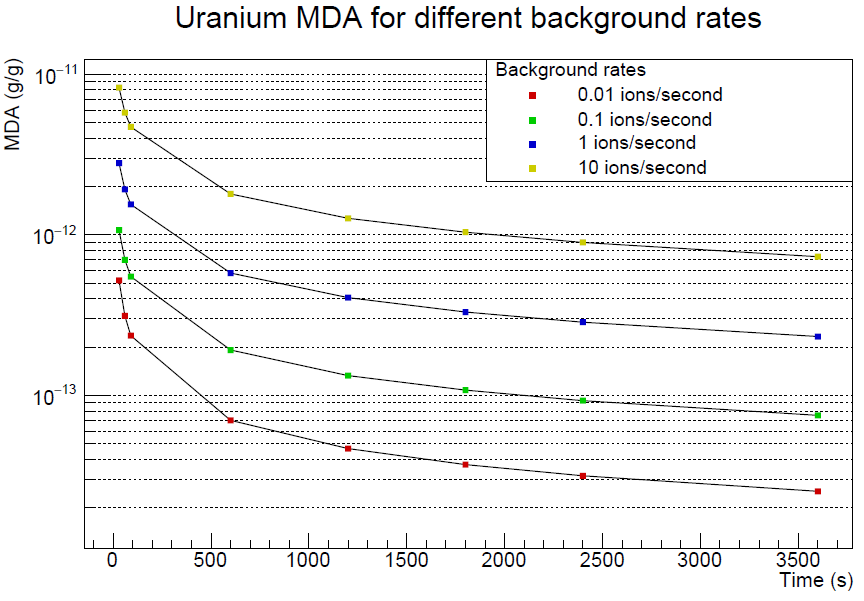 Uranium MDA for different background rates
MDA (g/g)
10⁻¹¹
10⁻¹²
10⁻¹³
Background rates
0.01 ions/second
0.1 ions/second
1 ions/second
10 ions/second
0 500 1000 1500 2000 2500 3000 3500
Time (s)